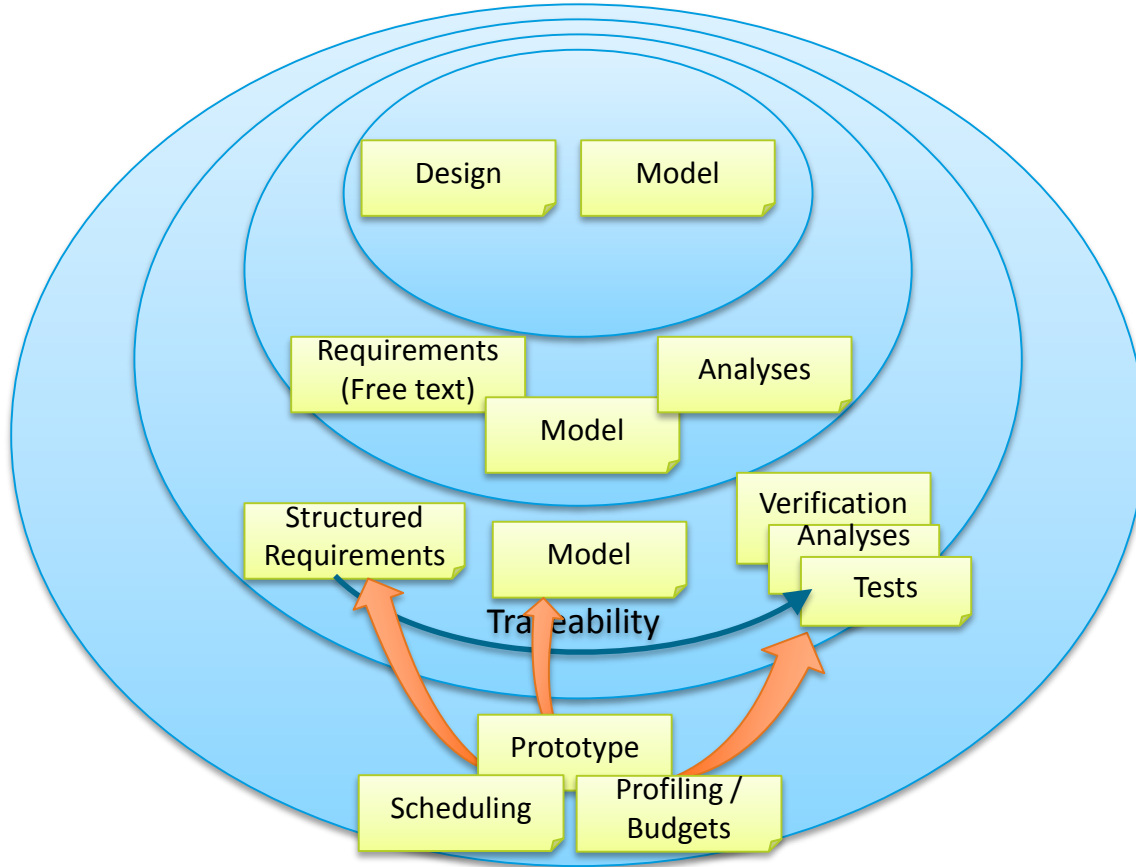 Design
Model
Requirements
(Free text)
Analyses
Model
Structured
Requirements
Model
Verification
Analyses
Tests
Traceability
Prototype
Scheduling
Profiling /
Budgets